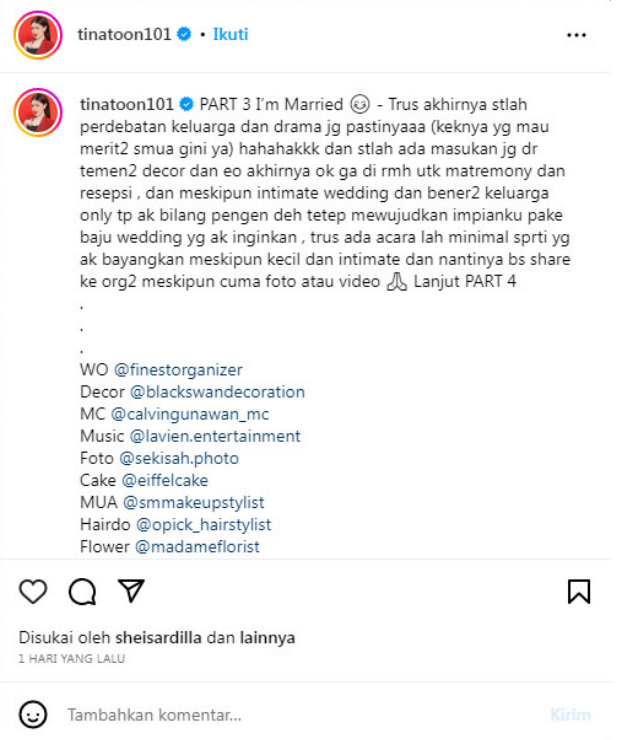 tinatoon101 • Ikuti
tinatoon101 PART 3 I'm Married 😊 - Trus akhirnya stlah
perdebatan keluarga dan drama jg pastinyaaa (keknya yg mau
merit2 smua gini ya) hahahakkk dan stlah ada masukan jg dr
temen2 decor dan eo akhirnya ok ga di rmh utk matremony dan
resepsi , dan meskipun intimate wedding dan bener2 keluarga
only tp ak bilang pengen deh tetep mewujudkan impianku pake
baju wedding yg ak inginkan , trus ada acara lah minimal sprti yg
ak bayangkan meskipun kecil dan intimate dan nantinya bs share
ke org2 meskipun cuma foto atau video 🙏 Lanjut PART 4
.
.
.
WO @finestorganizer
Decor @blackswandecoration
MC @calvingunawan_mc
Music @lavien.entertainment
Foto @sekisah.photo
Cake @eiffelcake
MUA @smmakeupstylist
Hairdo @opick_hairstylist
Flower @madameflorist
Disukai oleh sheisardilla dan lainnya
1 HARI YANG LALU
Tambahkan komentar...
Kirim